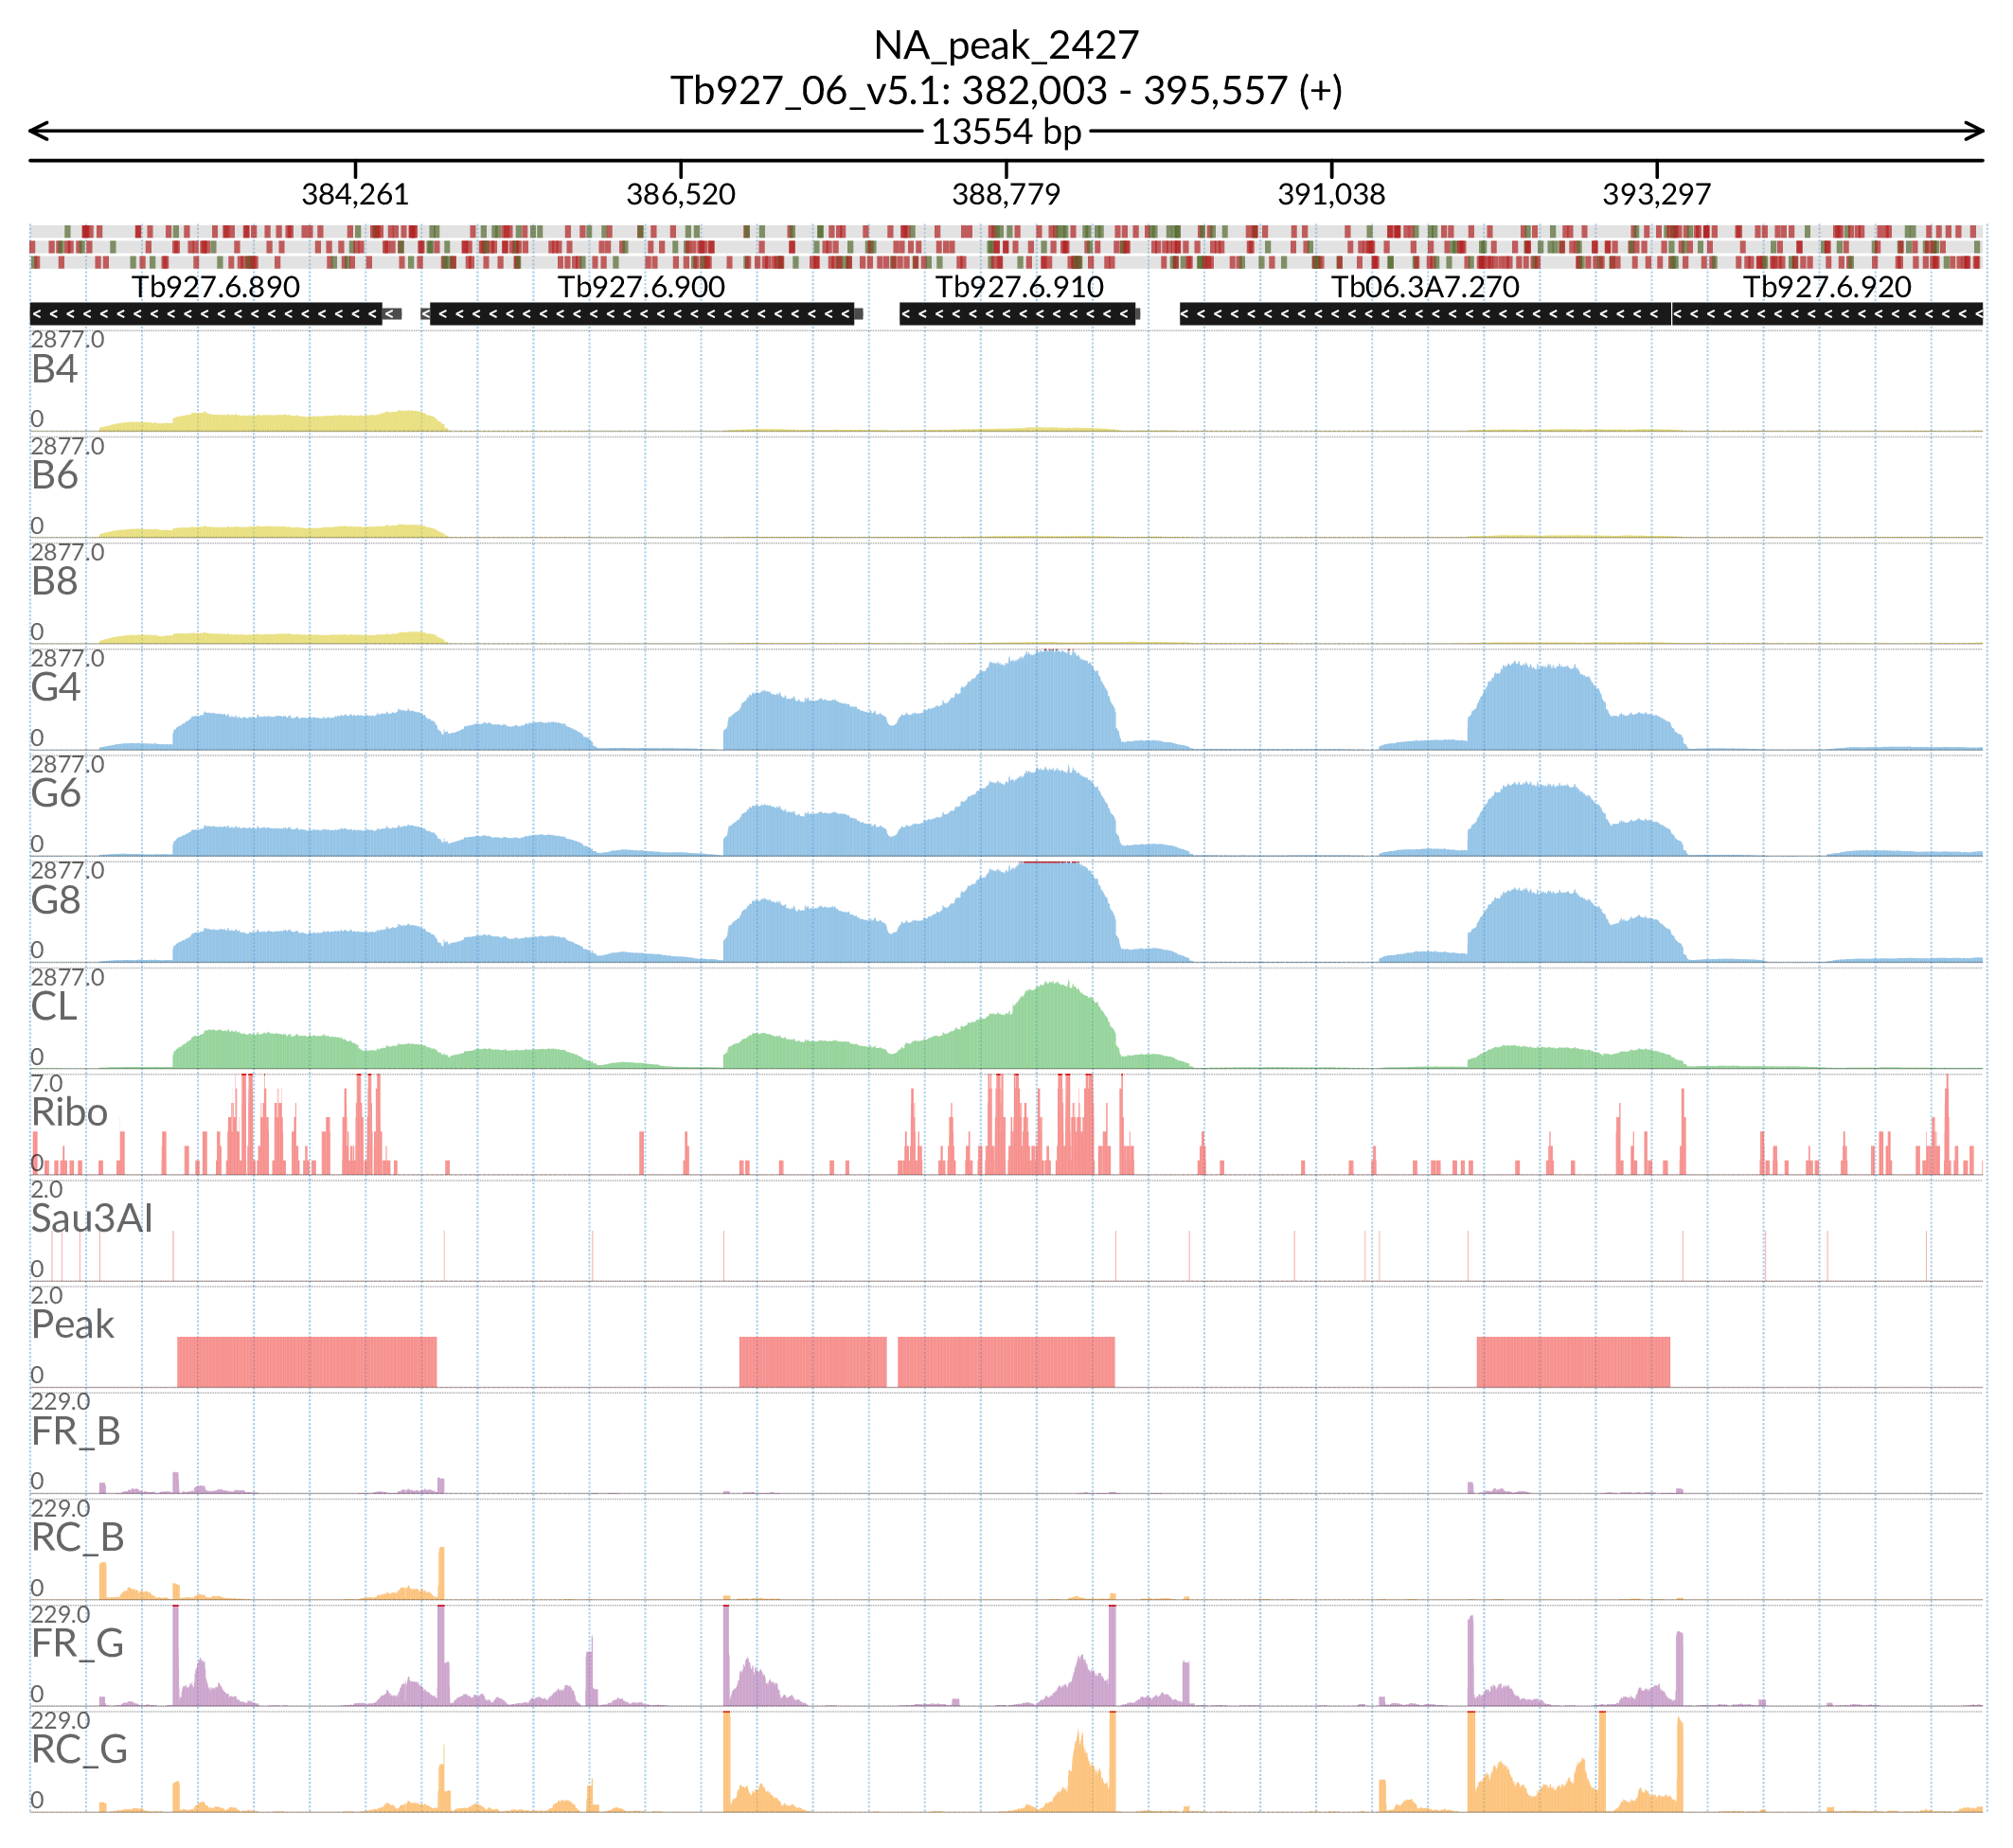 NA_peak_2427
Tb927_06_v5.1: 382,003 - 395,557 (+)
13554 bp
384,261 386,520 388,779 391,038 393,297
Tb927.6.890 Tb927.6.900 Tb927.6.910 Tb06.3A7.270 Tb927.6.920
2877.0
B4
0
2877.0
B6
0
2877.0
B8
0
2877.0
G4
0
2877.0
G6
0
2877.0
G8
0
2877.0
CL
0
7.0
Ribo
0
2.0
Sau3AI
0
2.0
Peak
0
229.0
FR_B
0
229.0
RC_B
0
229.0
FR_G
0
229.0
RC_G
0